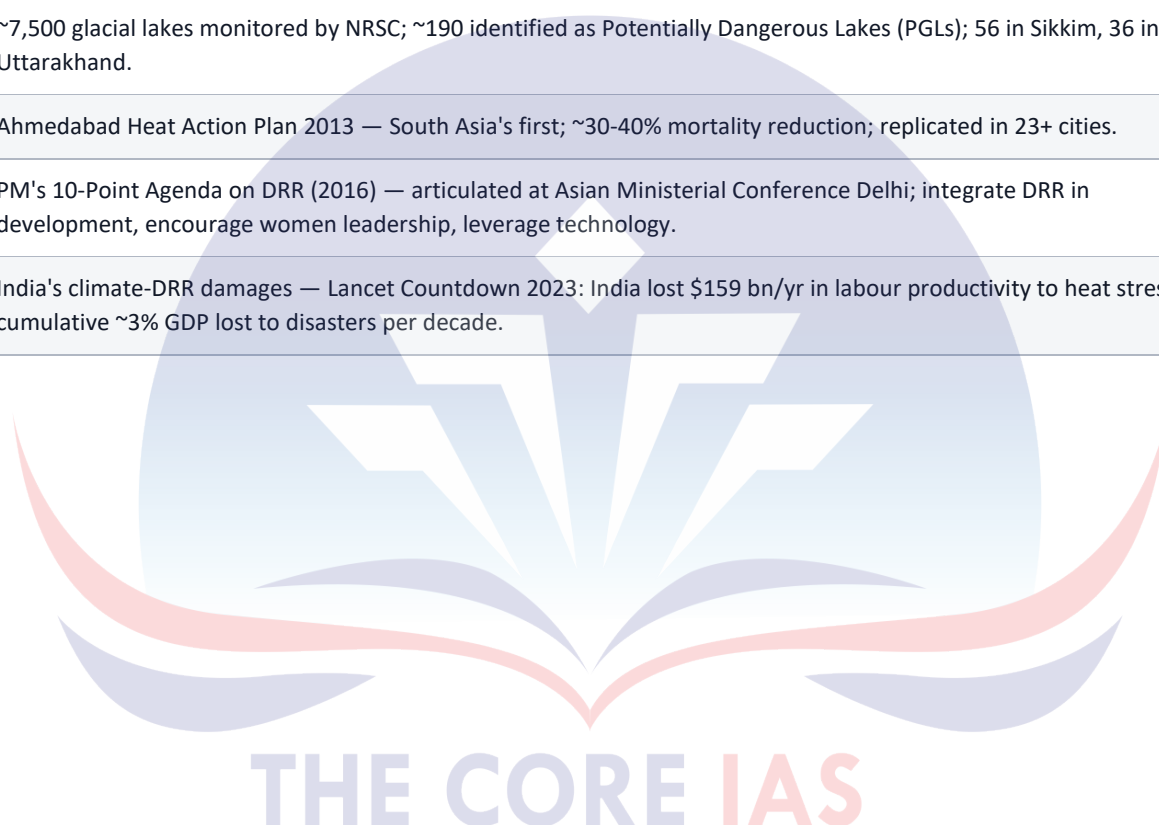 ~7,500 glacial lakes monitored by NRSC; ~190 identified as Potentially Dangerous Lakes (PGLs); 56 in Sikkim, 36 in
Uttarakhand.
Ahmedabad Heat Action Plan 2013 — South Asia's first; ~30-40% mortality reduction; replicated in 23+ cities.
PM's 10-Point Agenda on DRR (2016) — articulated at Asian Ministerial Conference Delhi; integrate DRR in
development, encourage women leadership, leverage technology.
India's climate-DRR damages — Lancet Countdown 2023: India lost $159 bn/yr in labour productivity to heat stres
cumulative ~3% GDP lost to disasters per decade.
THE CORE IAS